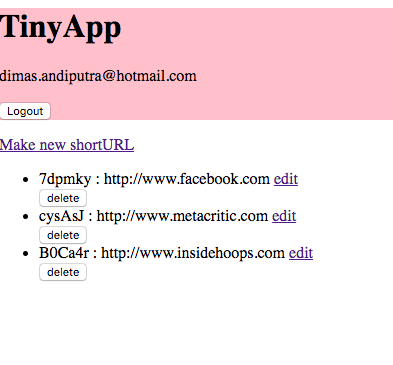 TinyApp
dimas.andiputra@hotmail.com
Logout
Make new shortURL
7dpmky : http://www.facebook.com edit
delete
cysAsJ : http://www.metacritic.com edit
delete
B0Ca4r : http://www.insidehoops.com edit
delete